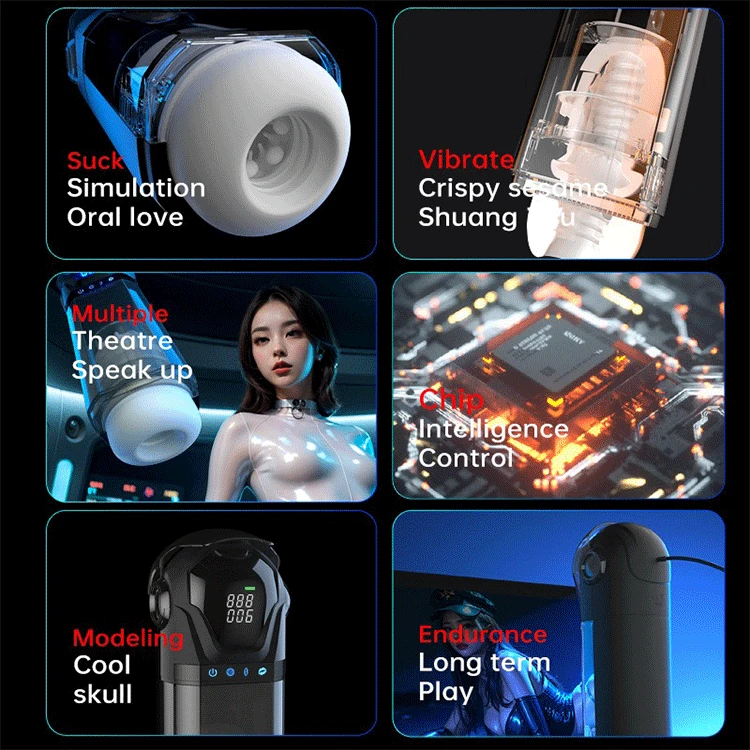 Suck
Simulation
Oral love
Vibrate
Crispy sesame
Shuang
Multiple
Theatre
Speak up
Chip
Intelligence
Control
888
006
Modeling
Cool
skull
Endurance
Long term
Play